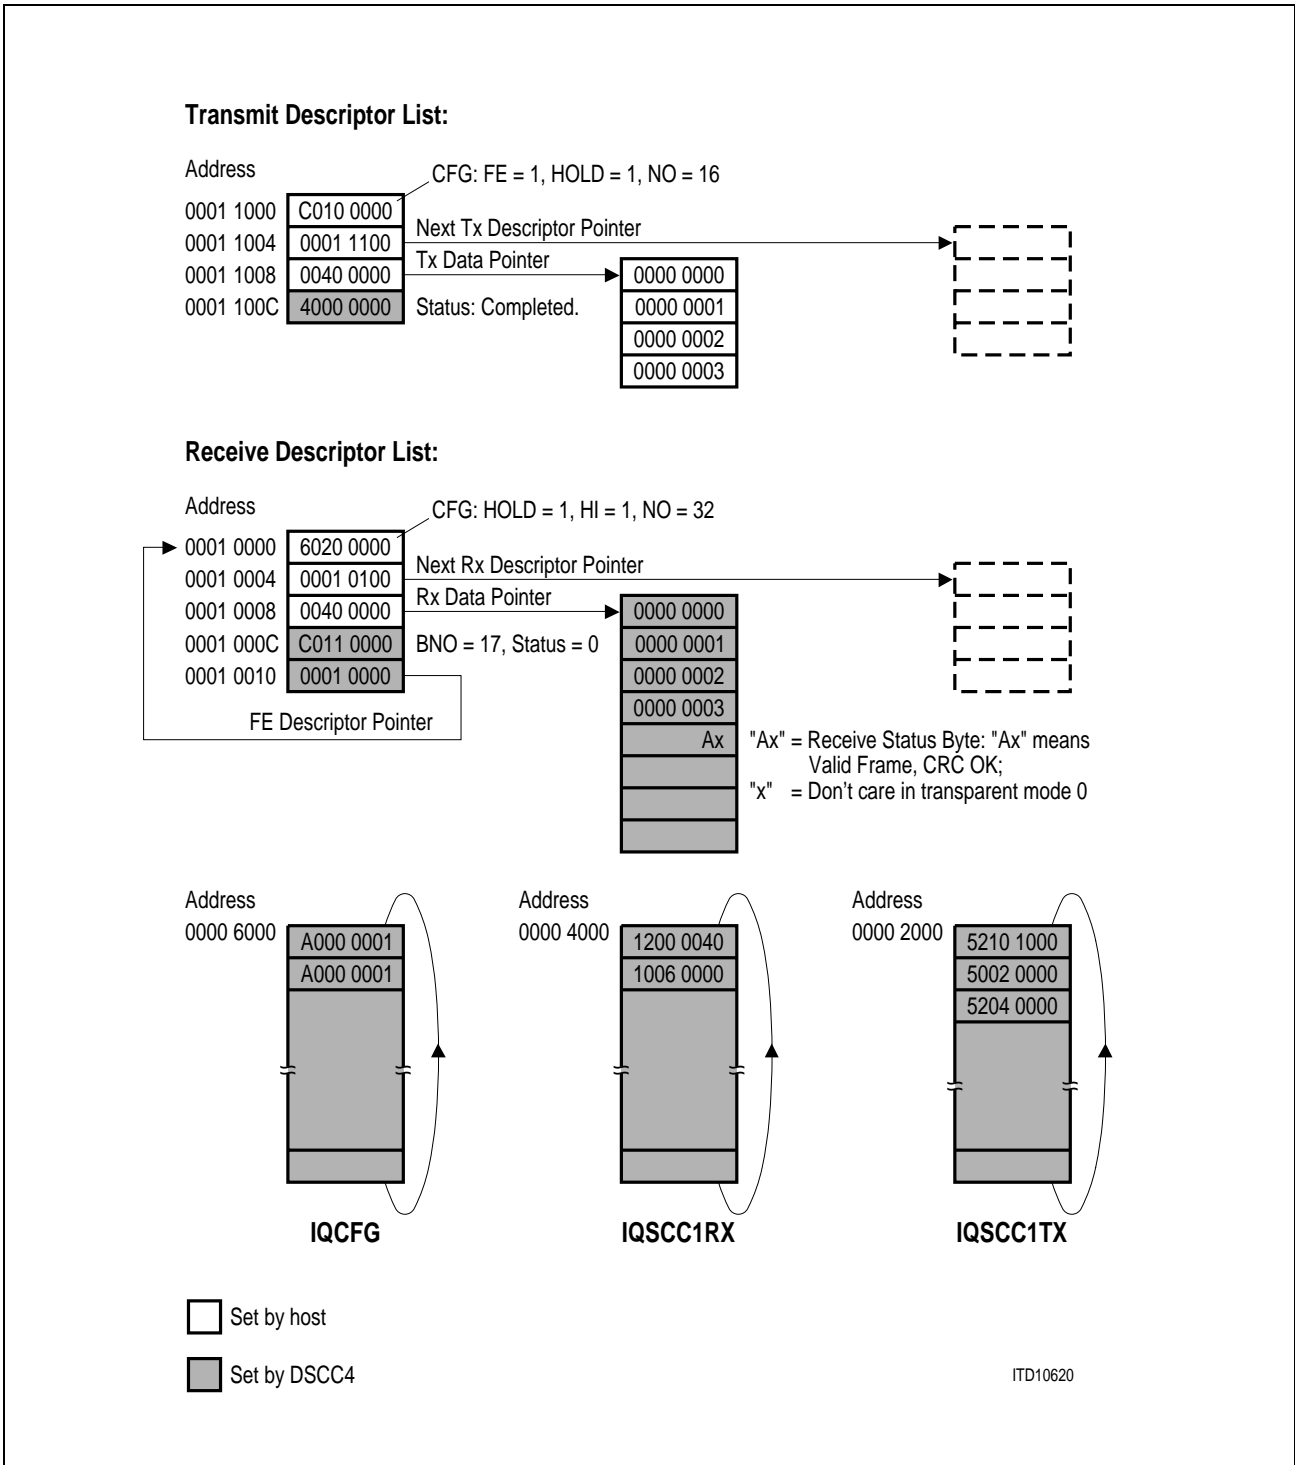 Transmit Descriptor List:
Address
CFG: FE = 1, HOLD = 1, NO = 16
0001 1000 C010 0000
0001 1004 0001 1100 Next Tx Descriptor Pointer
0001 1008 0040 0000 Tx Data Pointer 0000 0000
0001 100C 4000 0000 Status: Completed. 0000 0001
0000 0002
0000 0003
Receive Descriptor List:
Address
CFG: HOLD = 1, HI = 1, NO = 32
0001 0000 6020 0000
0001 0004 0001 0100 Next Rx Descriptor Pointer
0001 0008 0040 0000 Rx Data Pointer 0000 0000
0001 000C C011 0000 BNO = 17, Status = 0 0000 0001
0001 0010 0001 0000 0000 0002
0000 0003
FE Descriptor Pointer
Ax "Ax" = Receive Status Byte: "Ax" means
Valid Frame, CRC OK;
"x" = Don't care in transparent mode 0
Address Address Address
0000 6000 A000 0001 0000 4000 1200 0040 0000 2000 5210 1000
A000 0001 1006 0000 5002 0000
5204 0000
IQCFG IQSCC1RX IQSCC1TX
Set by host
Set by DSCC4
ITD10620